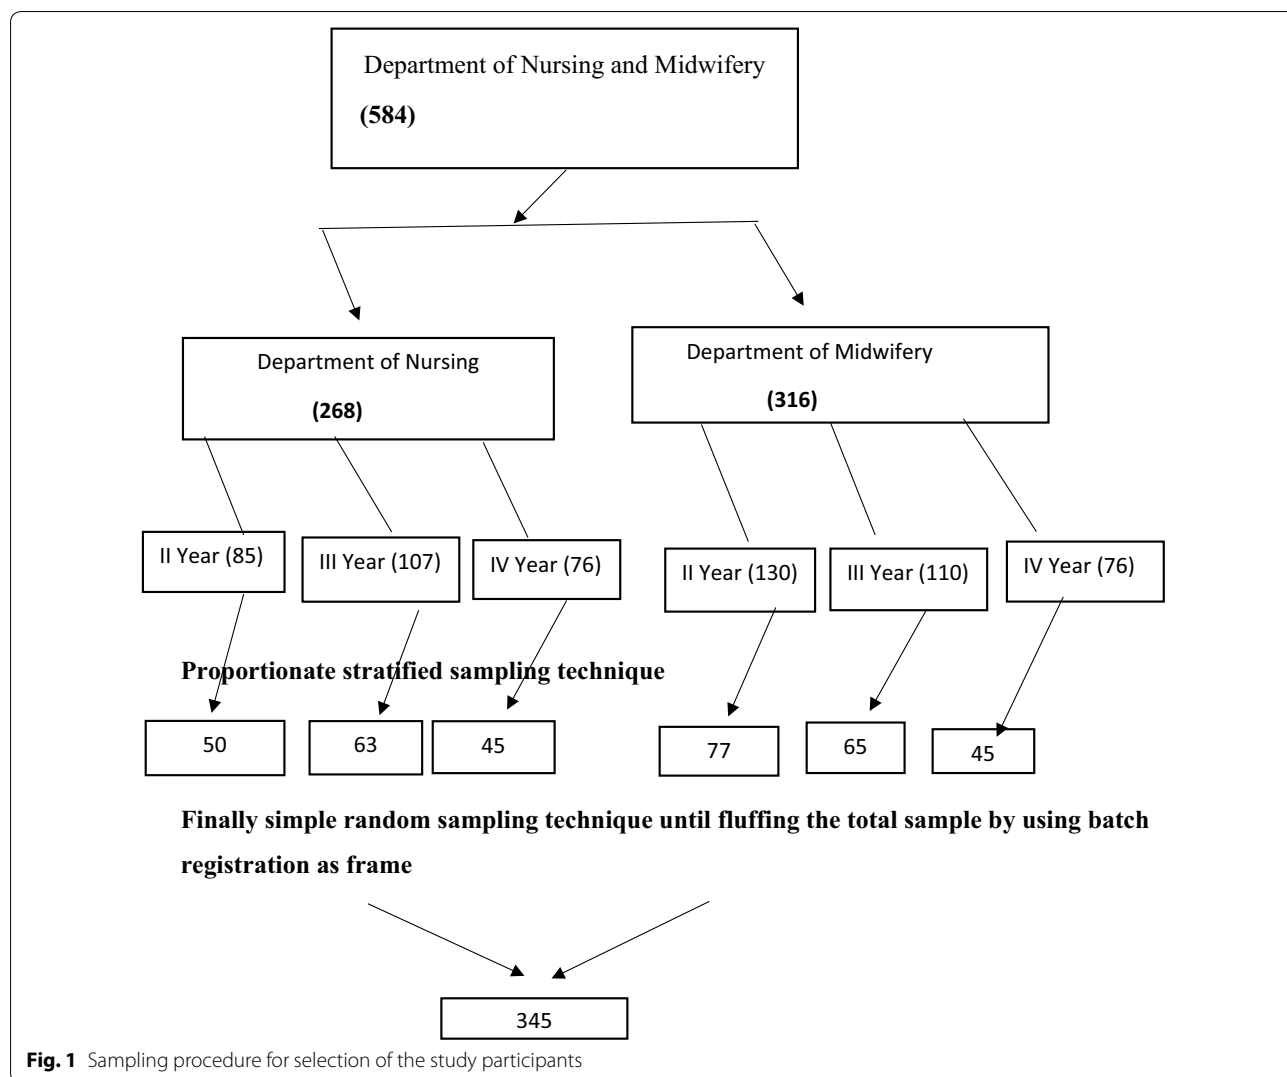 Department of Nursing and Midwifery
(584)
Department of Nursing
(268)
Department of Midwifery
(316)
II Year (85)
III Year (107)
IV Year (76)
II Year (130)
III Year (110)
IV Year (76)
Proportionate stratified sampling technique
50
63
45
77
65
45
Finally simple random sampling technique until fluffing the total sample by using batch
registration as frame
345
Fig. 1 Sampling procedure for selection of the study participants